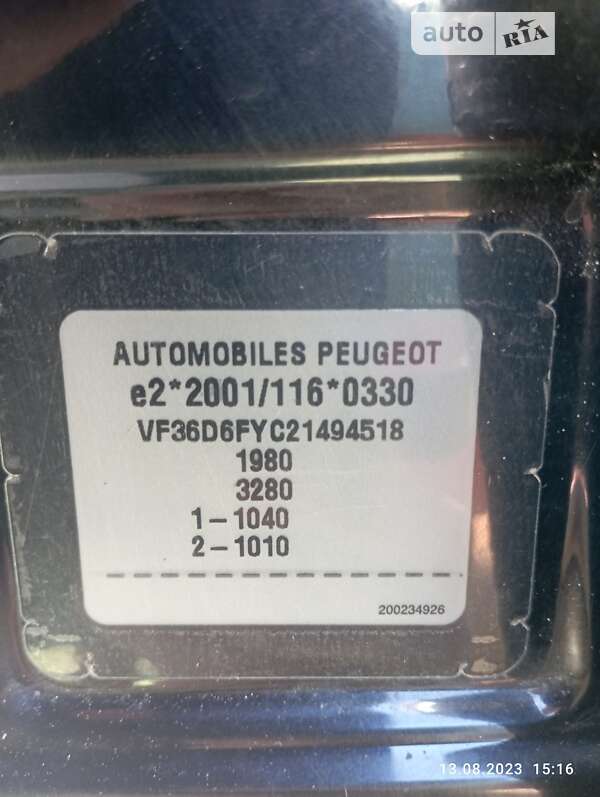 auto RIA
AUTOMOBILES PEUGEOT
e2*2001/116*0330
VF36D6FYC21494518
1980
3280
1-1040
2-1010
200234926
13.08.2023 15:16